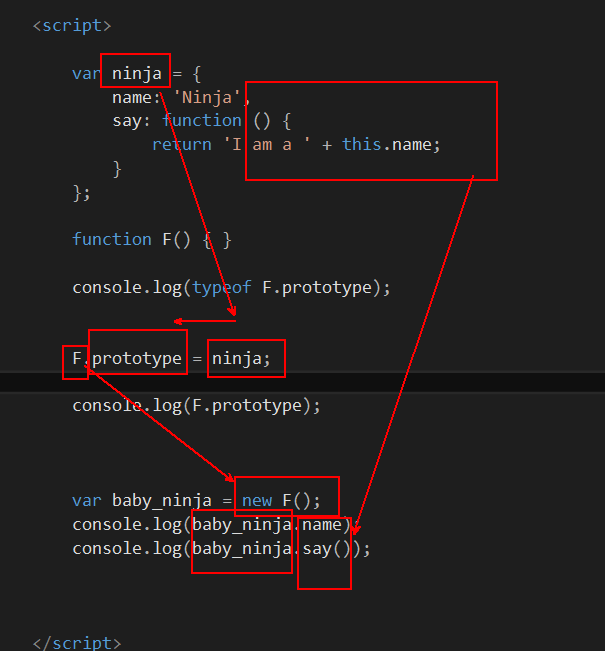 <script>
var ninja = {
name: 'Ninja',
say: function () {
return 'I am a ' + this.name;
}
};
function F() { }
console.log(typeof F.prototype);
F.prototype = ninja;
console.log(F.prototype);
var baby_ninja = new F();
console.log(baby_ninja.name);
console.log(baby_ninja.say());
</script>